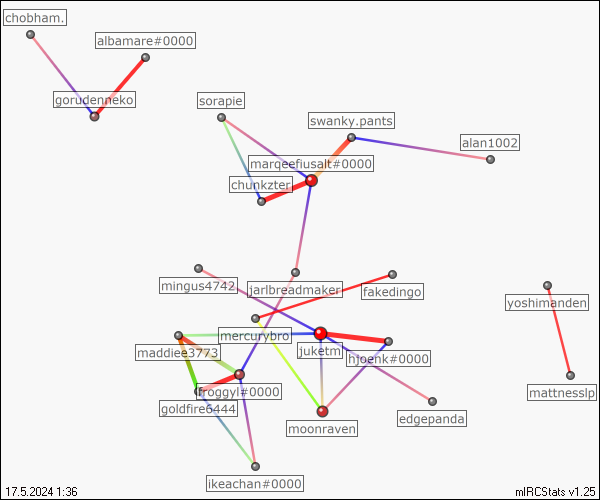 chobham.
albamare#0000
gorudenneko
sorapie
swanky.pants
alan1002
marqeefiusalt#0000
chunkzter
mingus4742
jarlbreadmaker
fakedingo
yoshimanden
mercurybro
maddiee3773
juketm
hjoenk#0000
froggyl#0000
goldfire6444
mattnesslp
edgepanda
moonraven
ikeachan#0000
17.5.2024 1:36
mIRCStats v1.25